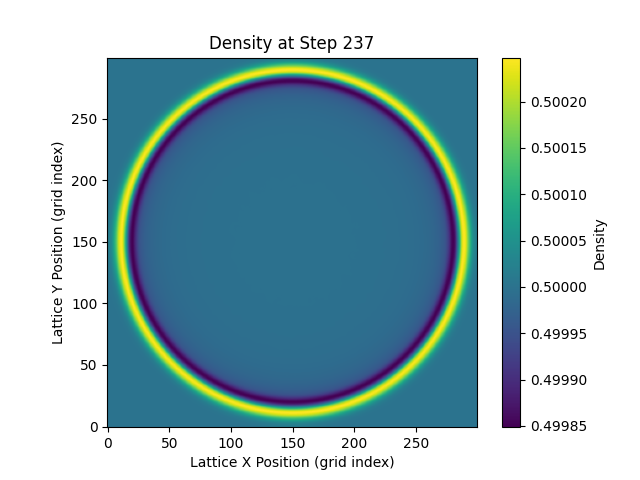 Density at Step 237
Lattice Y Position (grid index)
250
200
150
100
50
0
0 50 100 150 200 250
Lattice X Position (grid index)
0.50020
0.50015
0.50010
0.50005
0.50000
0.49995
0.49990
0.49985
Density